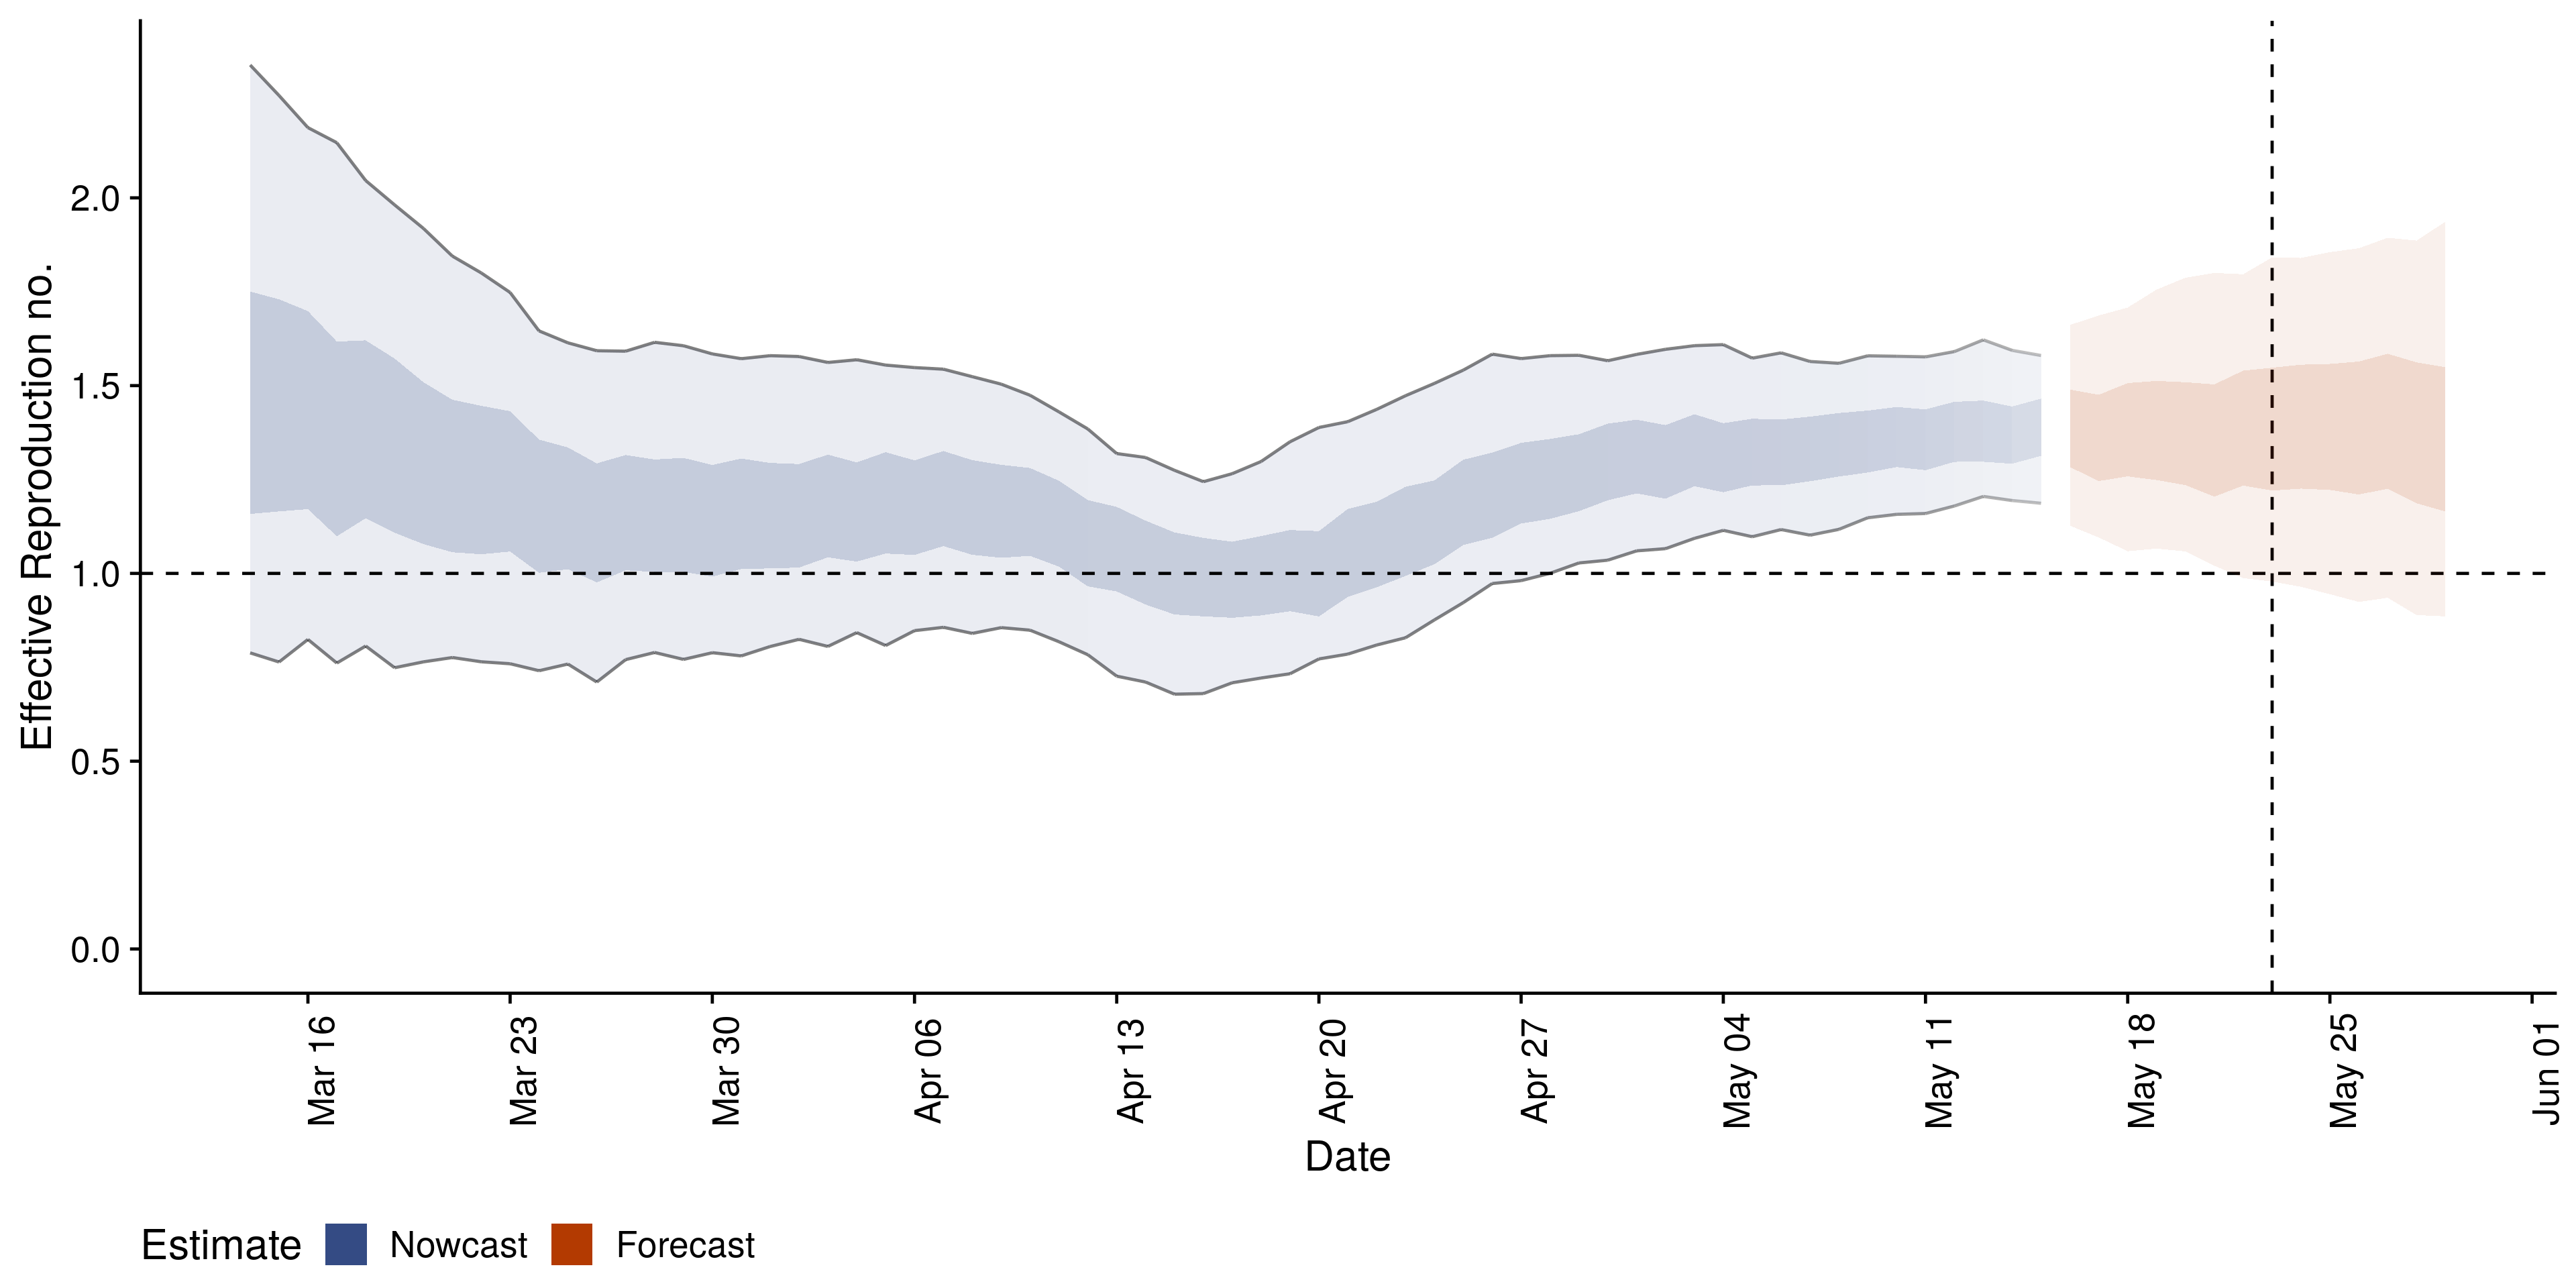 Effective Reproduction no.
2.0
1.5
1.0
0.5
0.0
Mar 16
Mar 23
Mar 30
Apr 06
Apr 13
Apr 20
Apr 27
May 04
May 11
May 18
May 25
Jun 01
Date
Estimate Nowcast Forecast